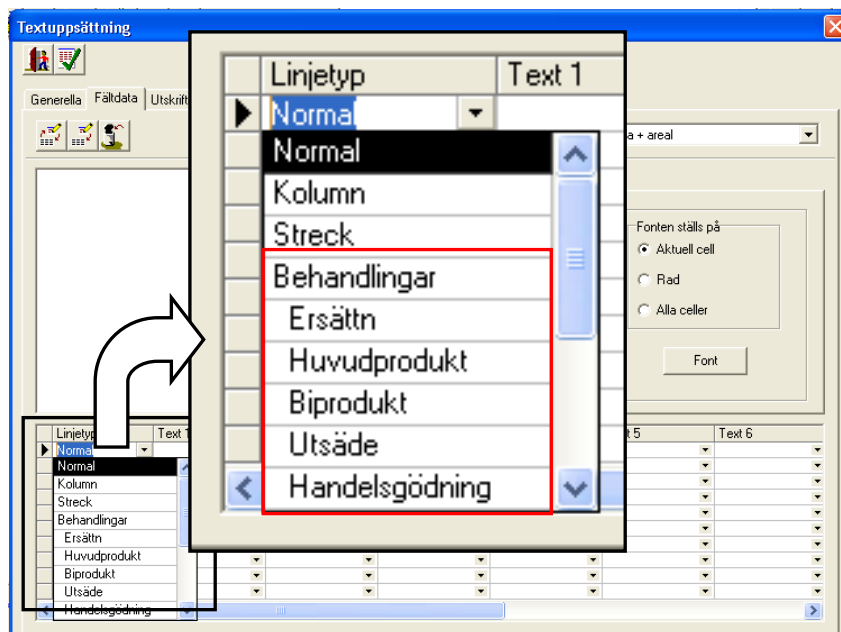 Textuppsättning
Generella Fältdata Utskrift
a + areal
Linjetyp Text 1
Normal
Normal
Kolumn
Streck
Behandlingar
Ersättn
Huvudprodukt
Biprodukt
Utsäde
Handelsgödning
Fonten ställs på
Aktuell cell
Rad
Alla celler
Font
Linjetyp Text 1 t 5 Text 6
Normal
Normal
Kolumn
Streck
Behandlingar
Ersättn
Huvudprodukt
Biprodukt
Utsäde
Handelsgödning